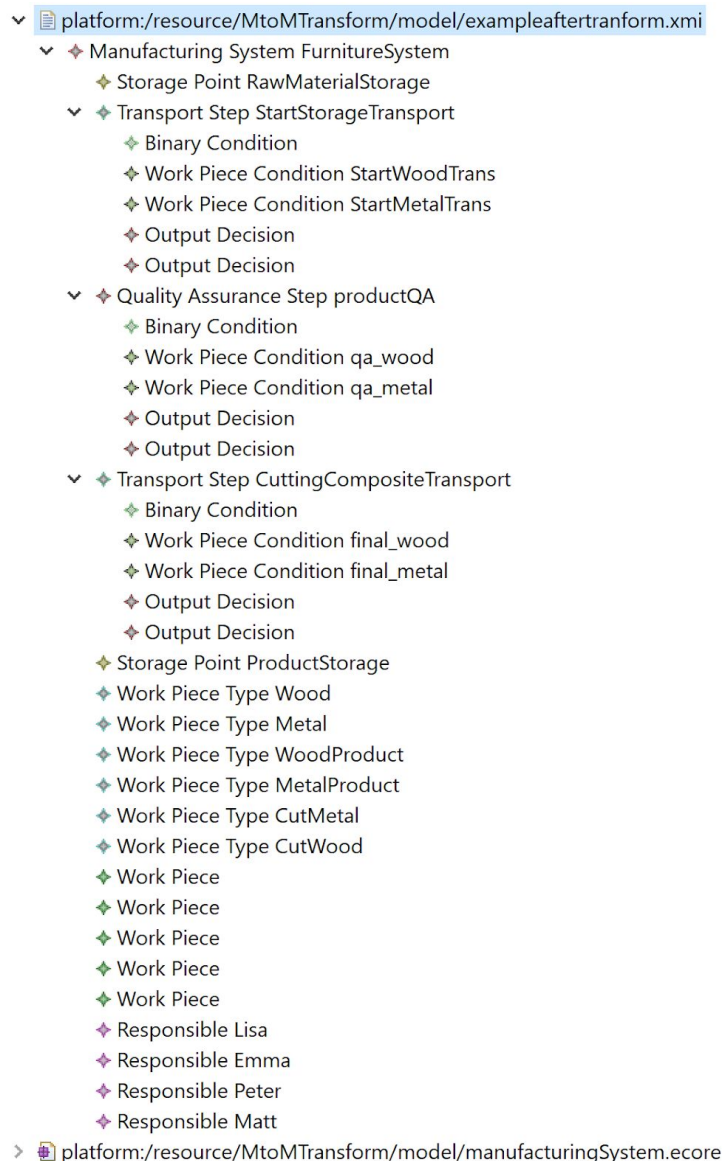 platform:/resource/MtoMTransform/model/exampleaftertranform.xmi
Manufacturing System FurnitureSystem
Storage Point RawMaterialStorage
Transport Step StartStorageTransport
Binary Condition
Work Piece Condition StartWoodTrans
Work Piece Condition StartMetalTrans
Output Decision
Output Decision
Quality Assurance Step productQA
Binary Condition
Work Piece Condition qa_wood
Work Piece Condition qa_metal
Output Decision
Output Decision
Transport Step CuttingCompositeTransport
Binary Condition
Work Piece Condition final_wood
Work Piece Condition final_metal
Output Decision
Output Decision
Storage Point ProductStorage
Work Piece Type Wood
Work Piece Type Metal
Work Piece Type WoodProduct
Work Piece Type MetalProduct
Work Piece Type CutMetal
Work Piece Type CutWood
Work Piece
Work Piece
Work Piece
Work Piece
Work Piece
Responsible Lisa
Responsible Emma
Responsible Peter
Responsible Matt
platform:/resource/MtoMTransform/model/manufacturingSystem.ecore